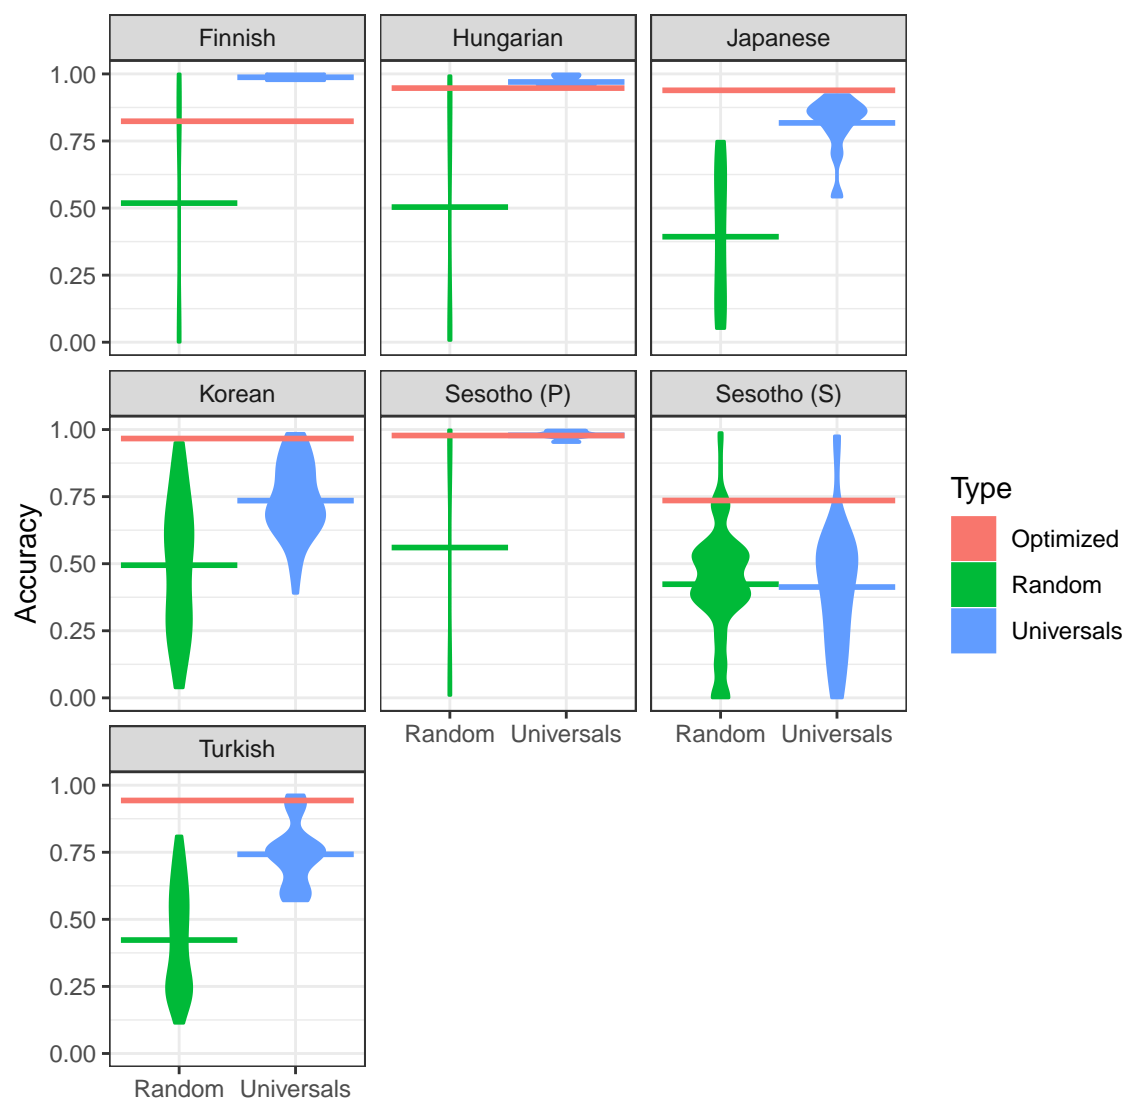 Finnish
Hungarian
Japanese
1.00
0.75
0.50
0.25
0.00
Korean
Sesotho (P)
Sesotho (S)
1.00
0.75
0.50
0.25
0.00
Random Universals
Random Universals
Turkish
1.00
0.75
0.50
0.25
0.00
Random Universals
Accuracy
Type
Optimized
Random
Universals